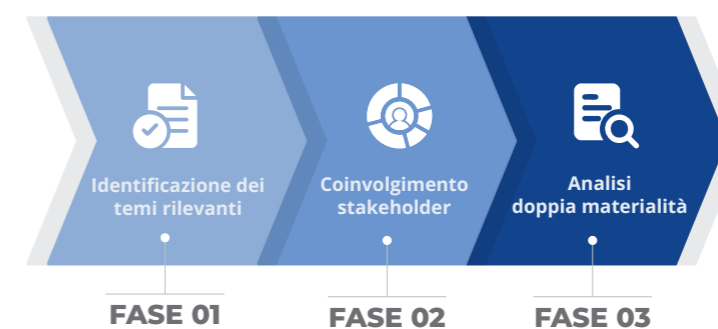 Identificazione dei
temi rilevanti
Coinvolgimento
stakeholder
Analisi
doppia materialità
FASE 01
FASE 02
FASE 03